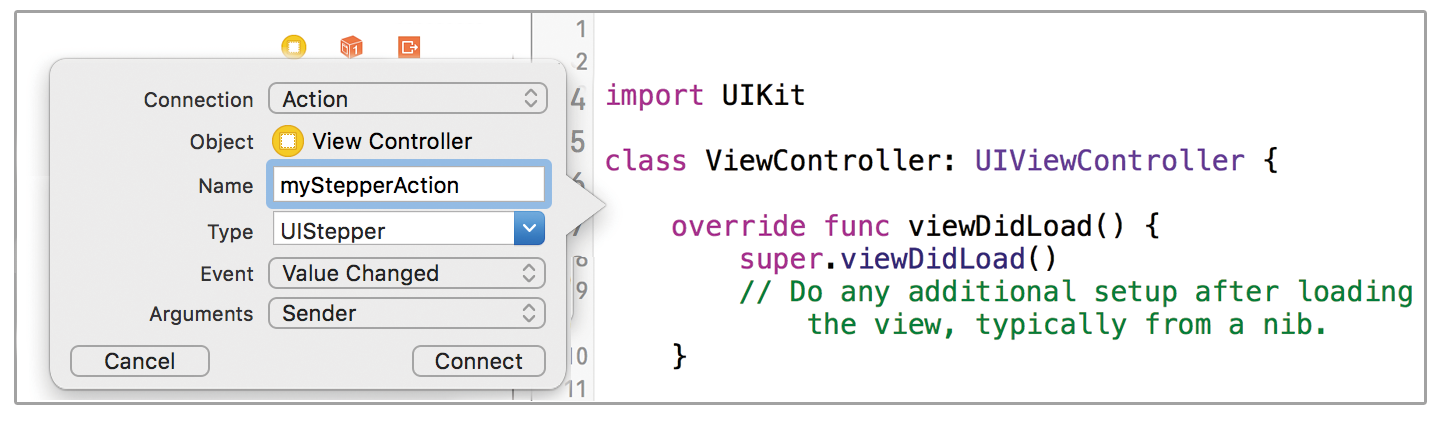 Connection Action
Object View Controller
Name myStepperAction
Type UIStepper
Event Value Changed
Arguments Sender
Cancel Connect
1
2
4 import UIKit
5 class ViewController: UIViewController {
6
7 override func viewDidLoad() {
8 super.viewDidLoad()
9 // Do any additional setup after loading
the view, typically from a nib.
10 }
11